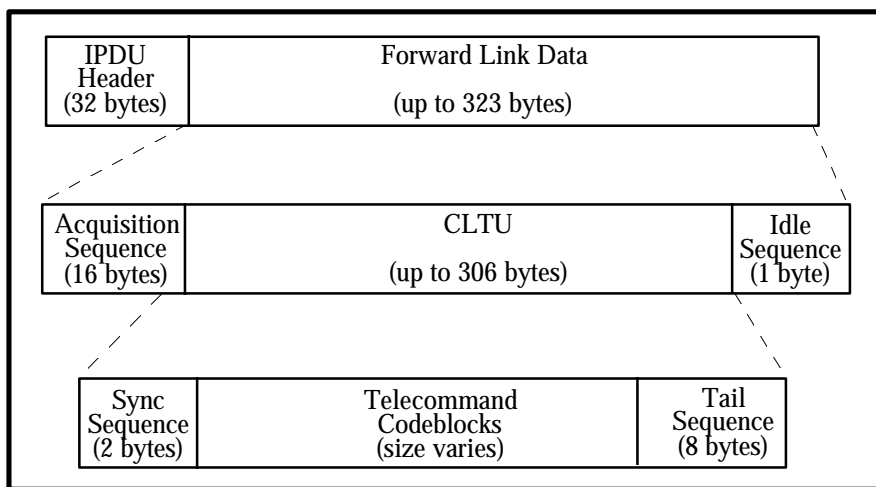 IPDU
Header
(32 bytes)
Forward Link Data
(up to 323 bytes)
Acquisition
Sequence
(16 bytes)
CLTU
(up to 306 bytes)
Idle
Sequence
(1 byte)
Sync
Sequence
(2 bytes)
Telecommand
Codeblocks
(size varies)
Tail
Sequence
(8 bytes)